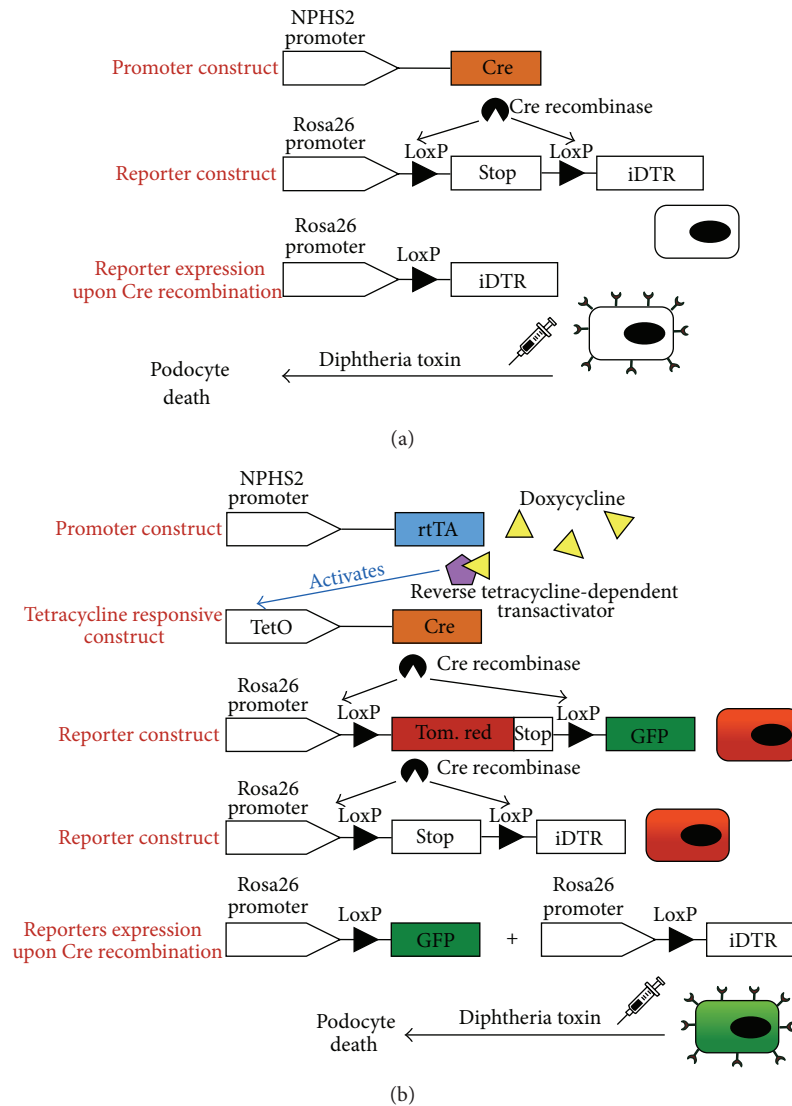 NPHS2
promoter
Promoter construct
Cre
Cre recombinase
Rosa26
promoter
LoxP
LoxP
Reporter construct
Stop
iDTR
Rosa26
promoter
LoxP
Reporter expression
upon Cre recombination
iDTR
Diphtheria toxin
Podocyte
death
(a)
NPHS2
promoter
Doxycycline
Promoter construct
rtTA
Activates
Reverse tetracycline-dependent
transactivator
Tetracycline responsive
construct
TetO
Cre
Cre recombinase
Rosa26
promoter
LoxP
LoxP
Reporter construct
Tom. red
Stop
GFP
Cre recombinase
Rosa26
promoter
LoxP
LoxP
Reporter construct
Stop
iDTR
Rosa26
promoter
Rosa26
promoter
LoxP
LoxP
Reporters expression
upon Cre recombination
GFP
+
iDTR
Diphtheria toxin
Podocyte
death
(b)